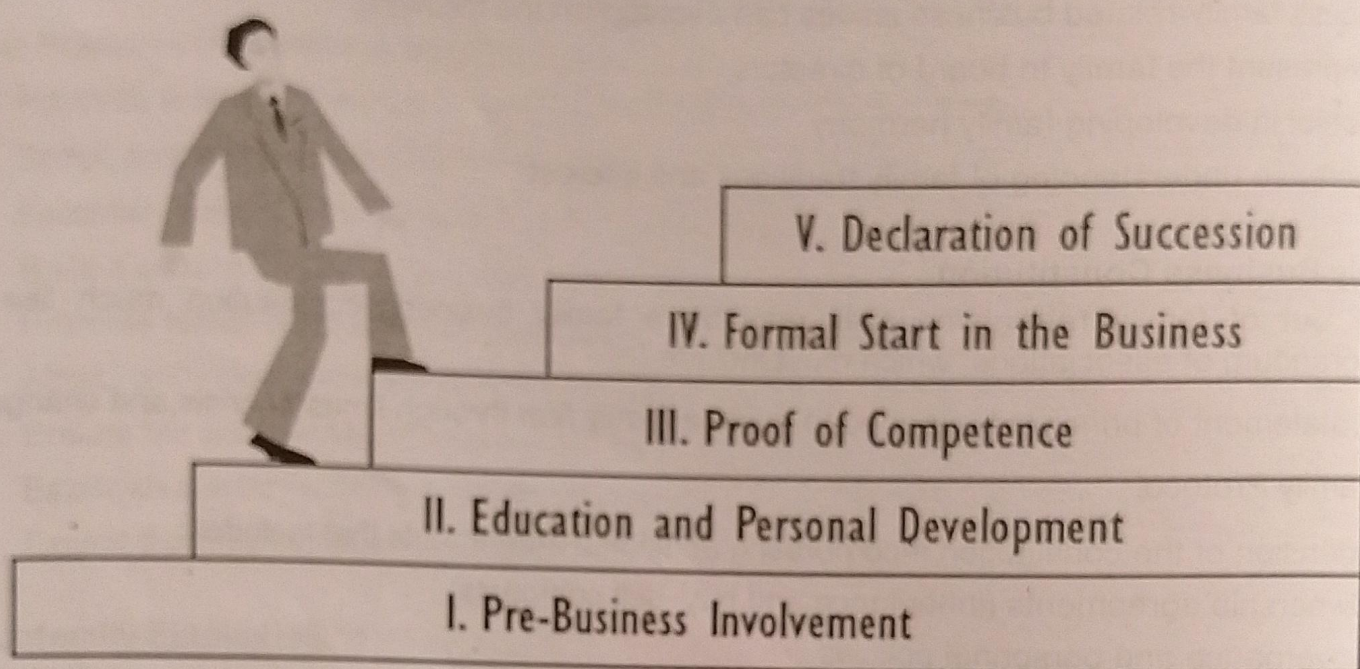 V. Declaration of Succession
IV. Formal Start in the Business
III. Proof of Competence
II. Education and Personal Development
I. Pre-Business Involvement